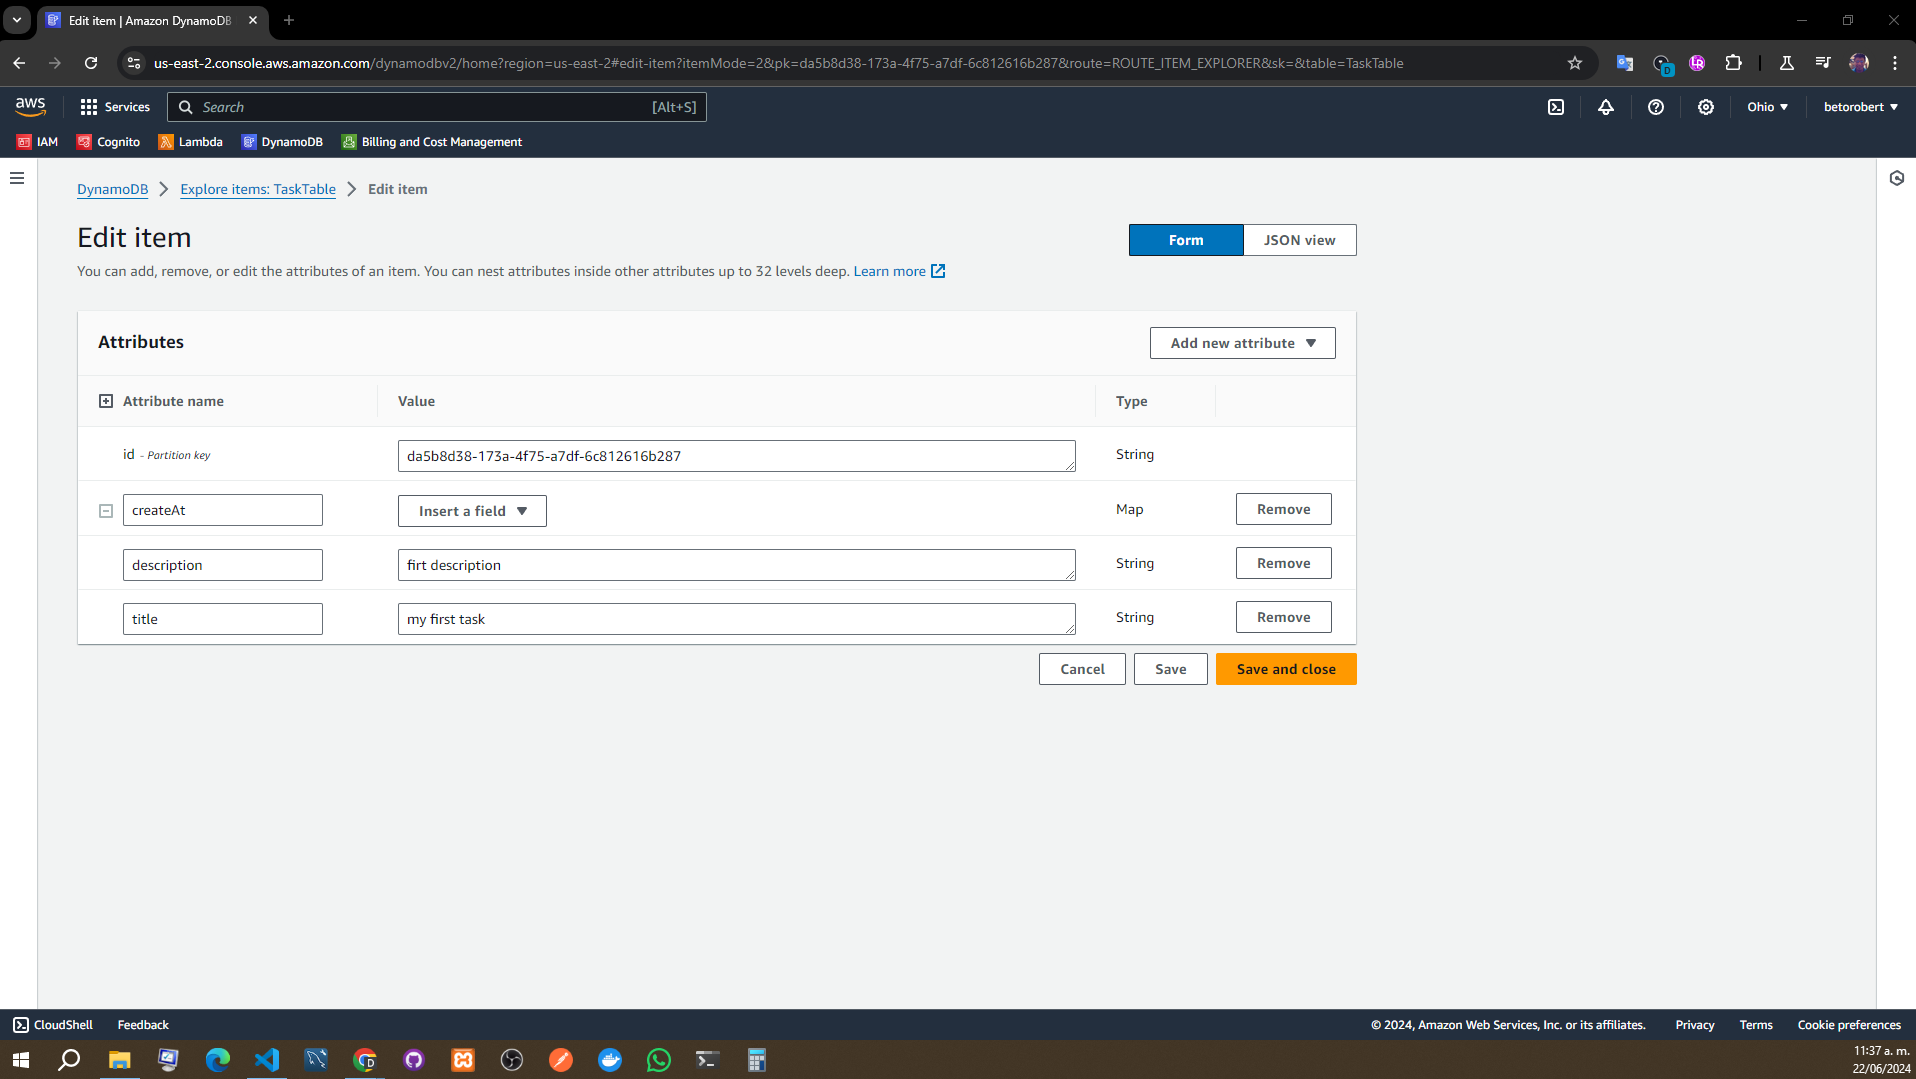 Edit item | Amazon DynamoDB
us-east-2.console.aws.amazon.com/dynamodbv2/home?region=us-east-2#edit-item?itemMode=2&pk=da5b8d38-173a-4f75-a7df-6c812616b287&route=ROUTE_ITEM_EXPLORER&sk=&table=TaskTable
aws Services Search [Alt+S] Ohio betorobert
IAM Cognito Lambda DynamoDB Billing and Cost Management
DynamoDB Explore items: TaskTable Edit item
Edit item
Form JSON view
You can add, remove, or edit the attributes of an item. You can nest attributes inside other attributes up to 32 levels deep. Learn more
Attributes
Add new attribute
Attribute name Value Type
id - Partition key da5b8d38-173a-4f75-a7df-6c812616b287 String
createAt Insert a field Map Remove
description firt description String Remove
title my first task String Remove
Cancel Save Save and close
CloudShell Feedback © 2024, Amazon Web Services, Inc. or its affiliates. Privacy Terms Cookie preferences
11:37 a. m.
22/06/2024